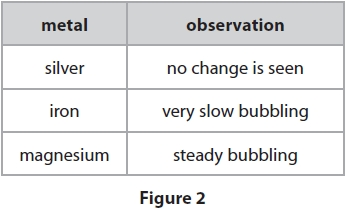 metal observation
silver no change is seen
iron very slow bubbling
magnesium steady bubbling
Figure 2